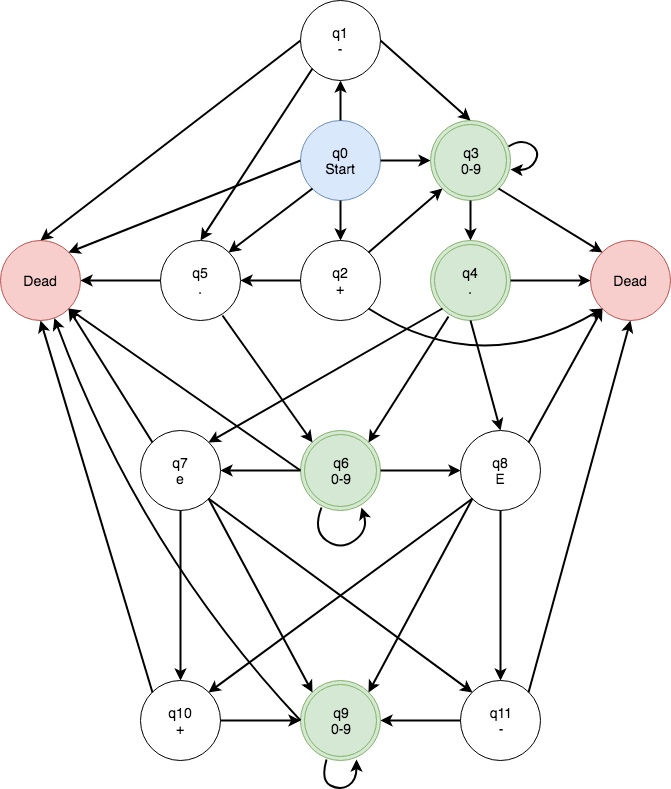 q1
-
q0
Start
q3
0-9
Dead
q5
.
q2
+
q4
.
Dead
q7
e
q6
0-9
q8
E
q10
+
q9
0-9
q11
-